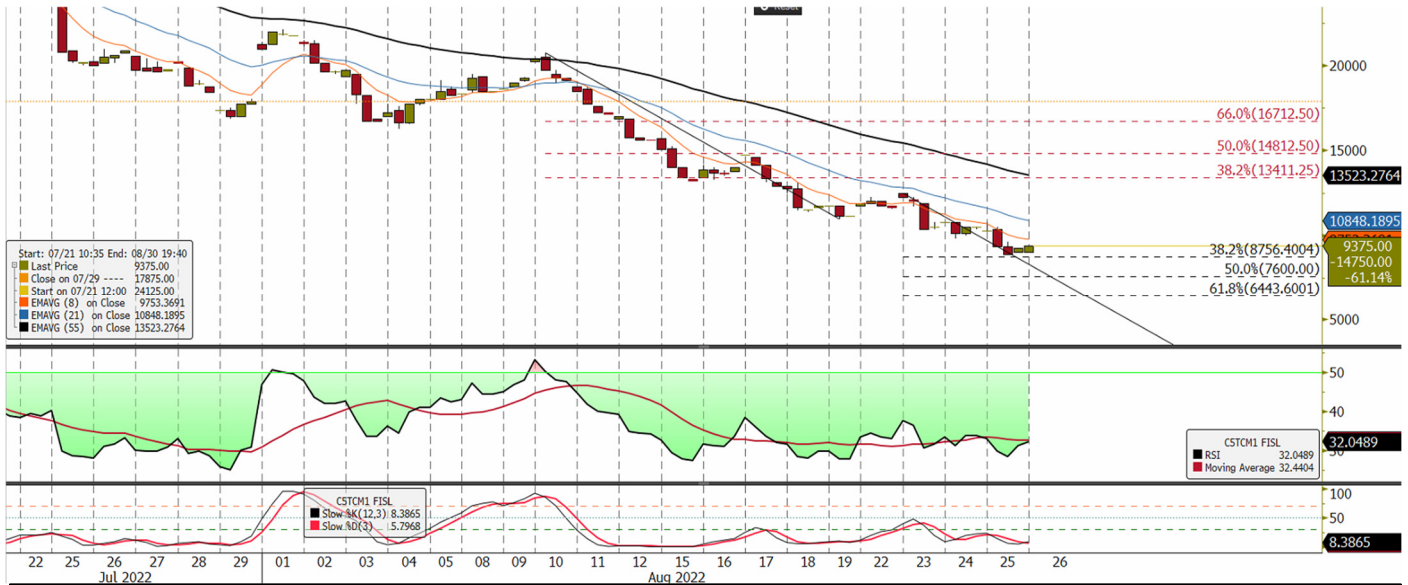 Reset
20000
66.0%(16712.50)
50.0%(14812.50)
15000
38.2%(13411.25)
13523.2764
10848.1895
9753.3691
38.2%(8756.4004)
9375.00
-14750.00
-61.14%
50.0%(7600.00)
61.8%(6443.6001)
5000
Start: 07/21 10:35 End: 08/30 19:40
Last Price 9375.00
Close on 07/29 ---- 17875.00
Start on 07/21 12:00 24125.00
EMAVG (8) on Close 9753.3691
EMAVG (21) on Close 10848.1895
EMAVG (55) on Close 13523.2764
50
40
32.0489
30
C5TCM1 FISL
RSI 32.0489
Moving Average 32.4404
C5TCM1 FISL
Slow %K(12,3) 8.3865
Slow %D(3) 5.7968
100
50
8.3865
22 25 26 27 28 29 01 02 03 04 05 08 09 10 11 12 15 16 17 18 19 22 23 24 25 26
Jul 2022 Aug 2022